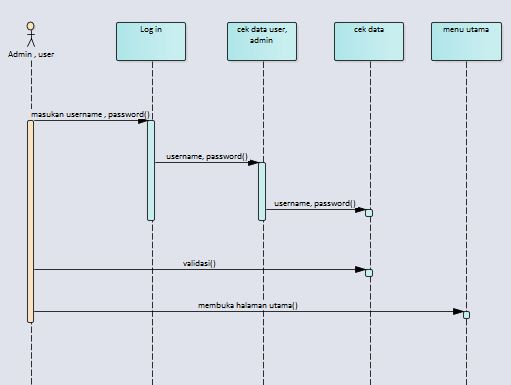 Admin , user
Log in
cek data user,
admin
cek data
menu utama
masukan username , password()
username, password()
username, password()
validasi()
membuka halaman utama()